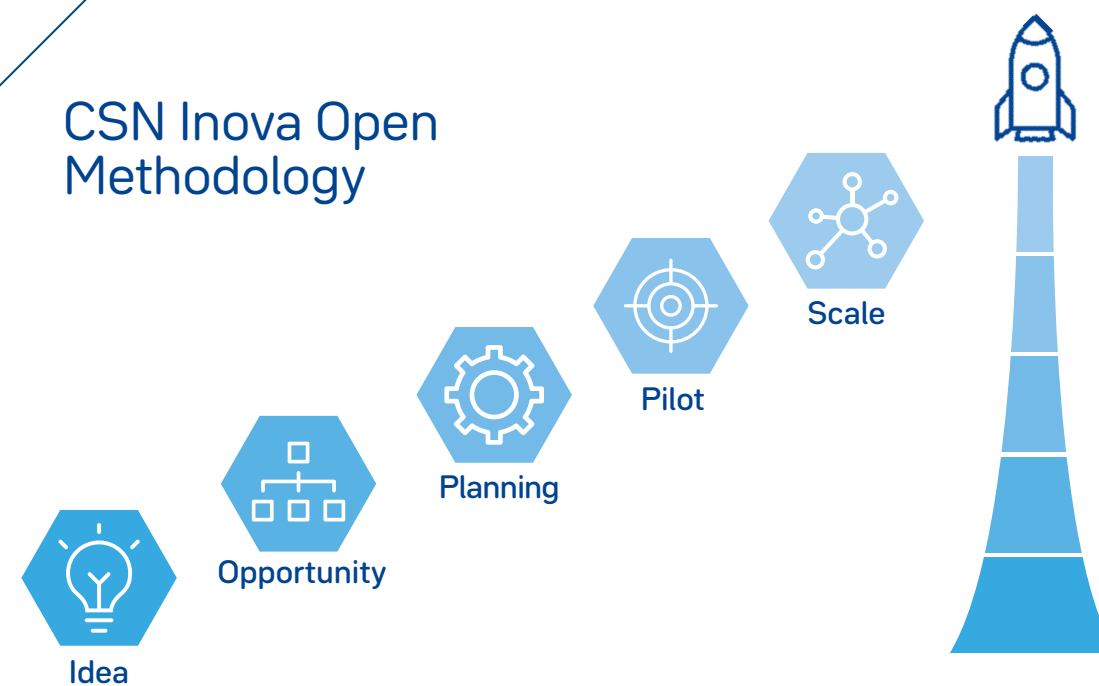 CSN Inova Open
Methodology
Scale
Pilot
Planning
Opportunity
Idea